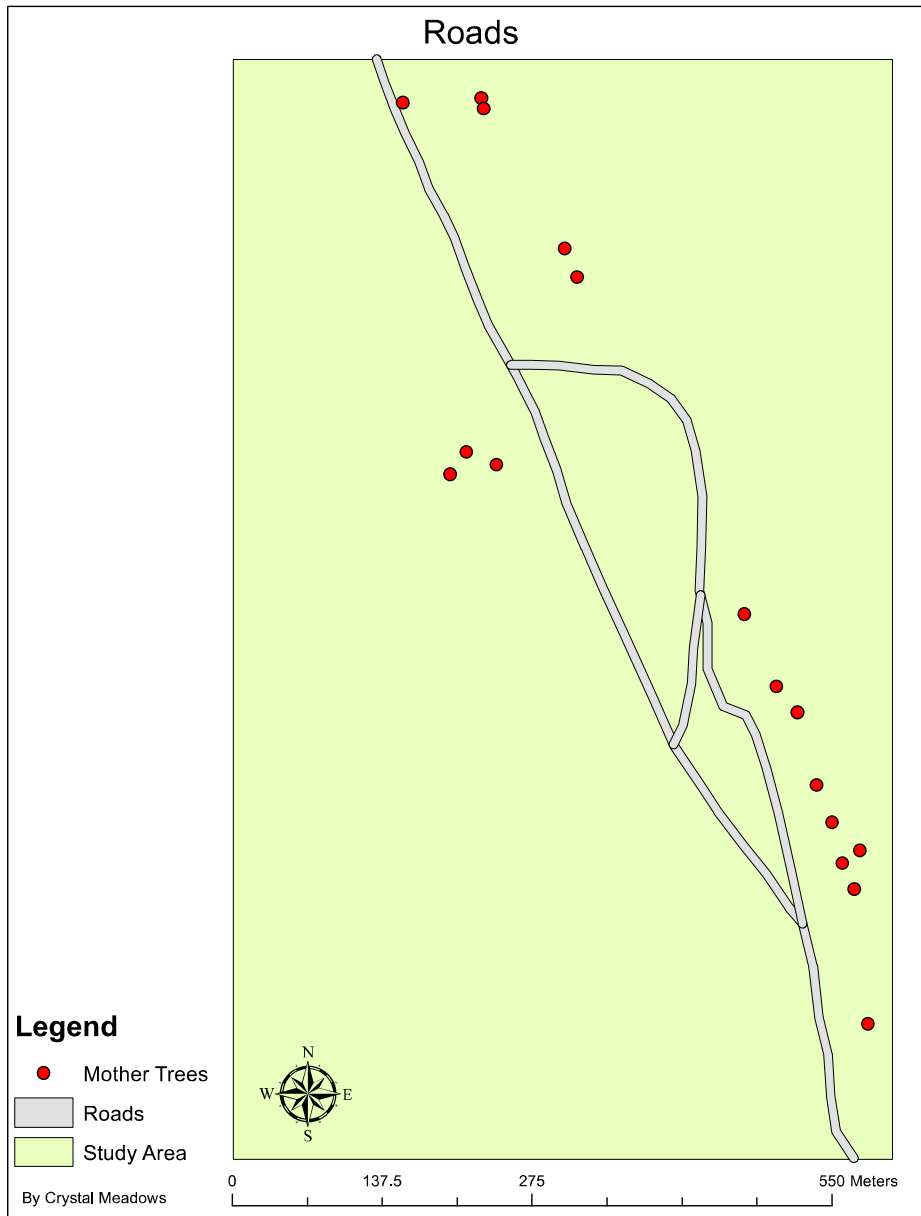 Roads
Legend
Mother Trees
Roads
Study Area
By Crystal Meadows
N
W E
S
0 137.5 275 550 Meters